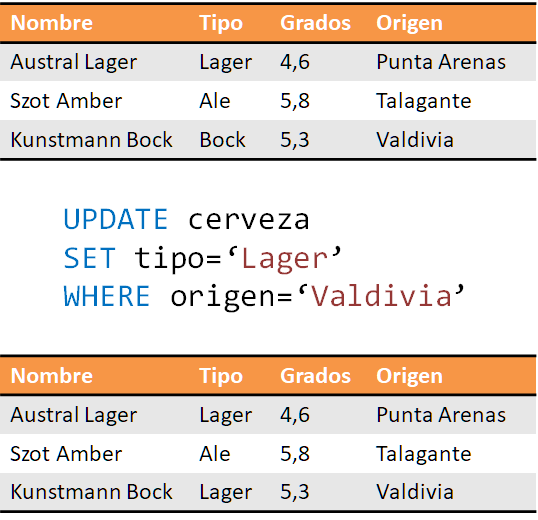 Nombre Tipo Grados Origen
Austral Lager Lager 4,6 Punta Arenas
Szot Amber Ale 5,8 Talagante
Kunstmann Bock Bock 5,3 Valdivia
UPDATE cerveza
SET tipo=‘Lager’
WHERE origen=‘Valdivia’
Nombre Tipo Grados Origen
Austral Lager Lager 4,6 Punta Arenas
Szot Amber Ale 5,8 Talagante
Kunstmann Bock Lager 5,3 Valdivia